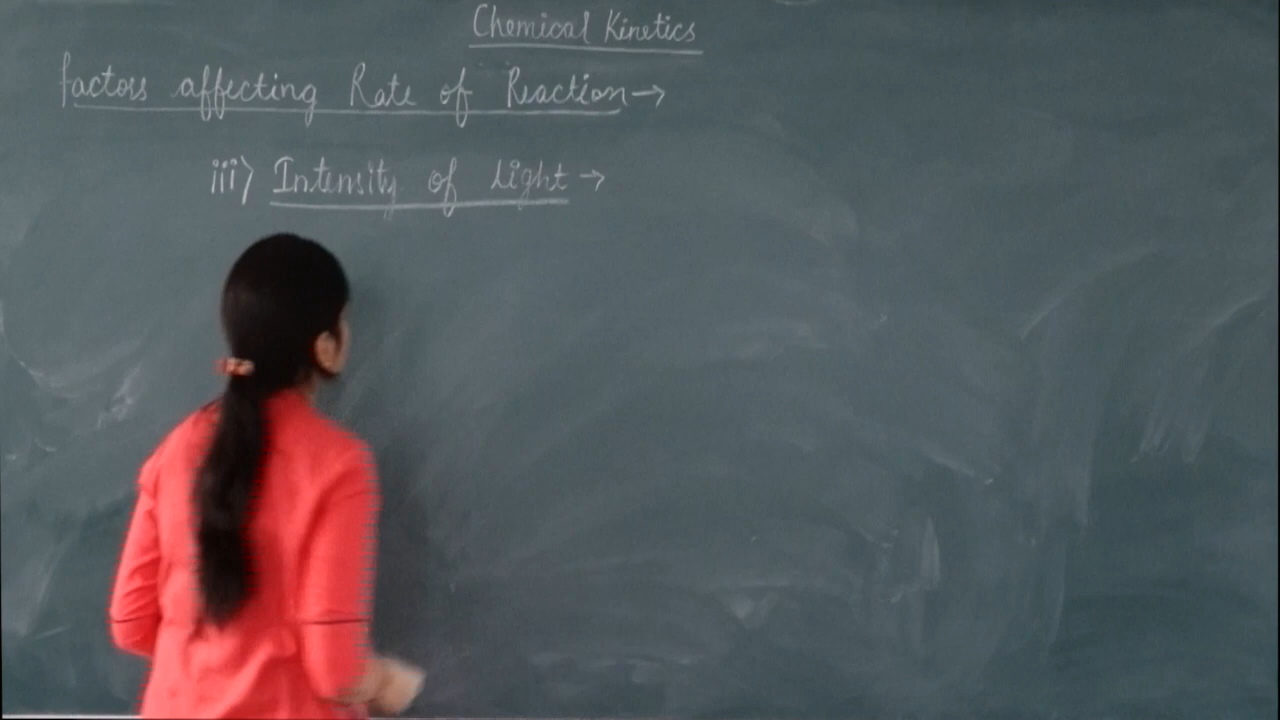 Chemical Kinetics
factors affecting Rate of Reaction→
iii) Intensity of light →